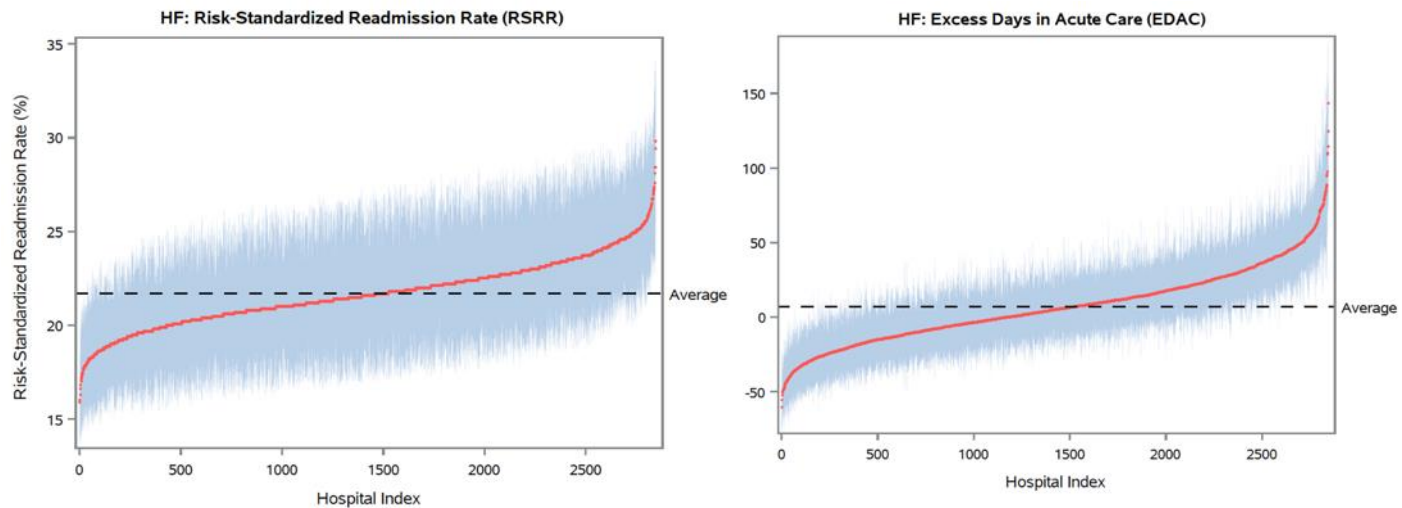 HF: Risk-Standardized Readmission Rate (RSRR)
35
30
25
20
15
Risk-Standardized Readmission Rate (%)
Average
0 500 1000 1500 2000 2500
Hospital Index
HF: Excess Days in Acute Care (EDAC)
150
100
50
0
-50
Average
0 500 1000 1500 2000 2500
Hospital Index